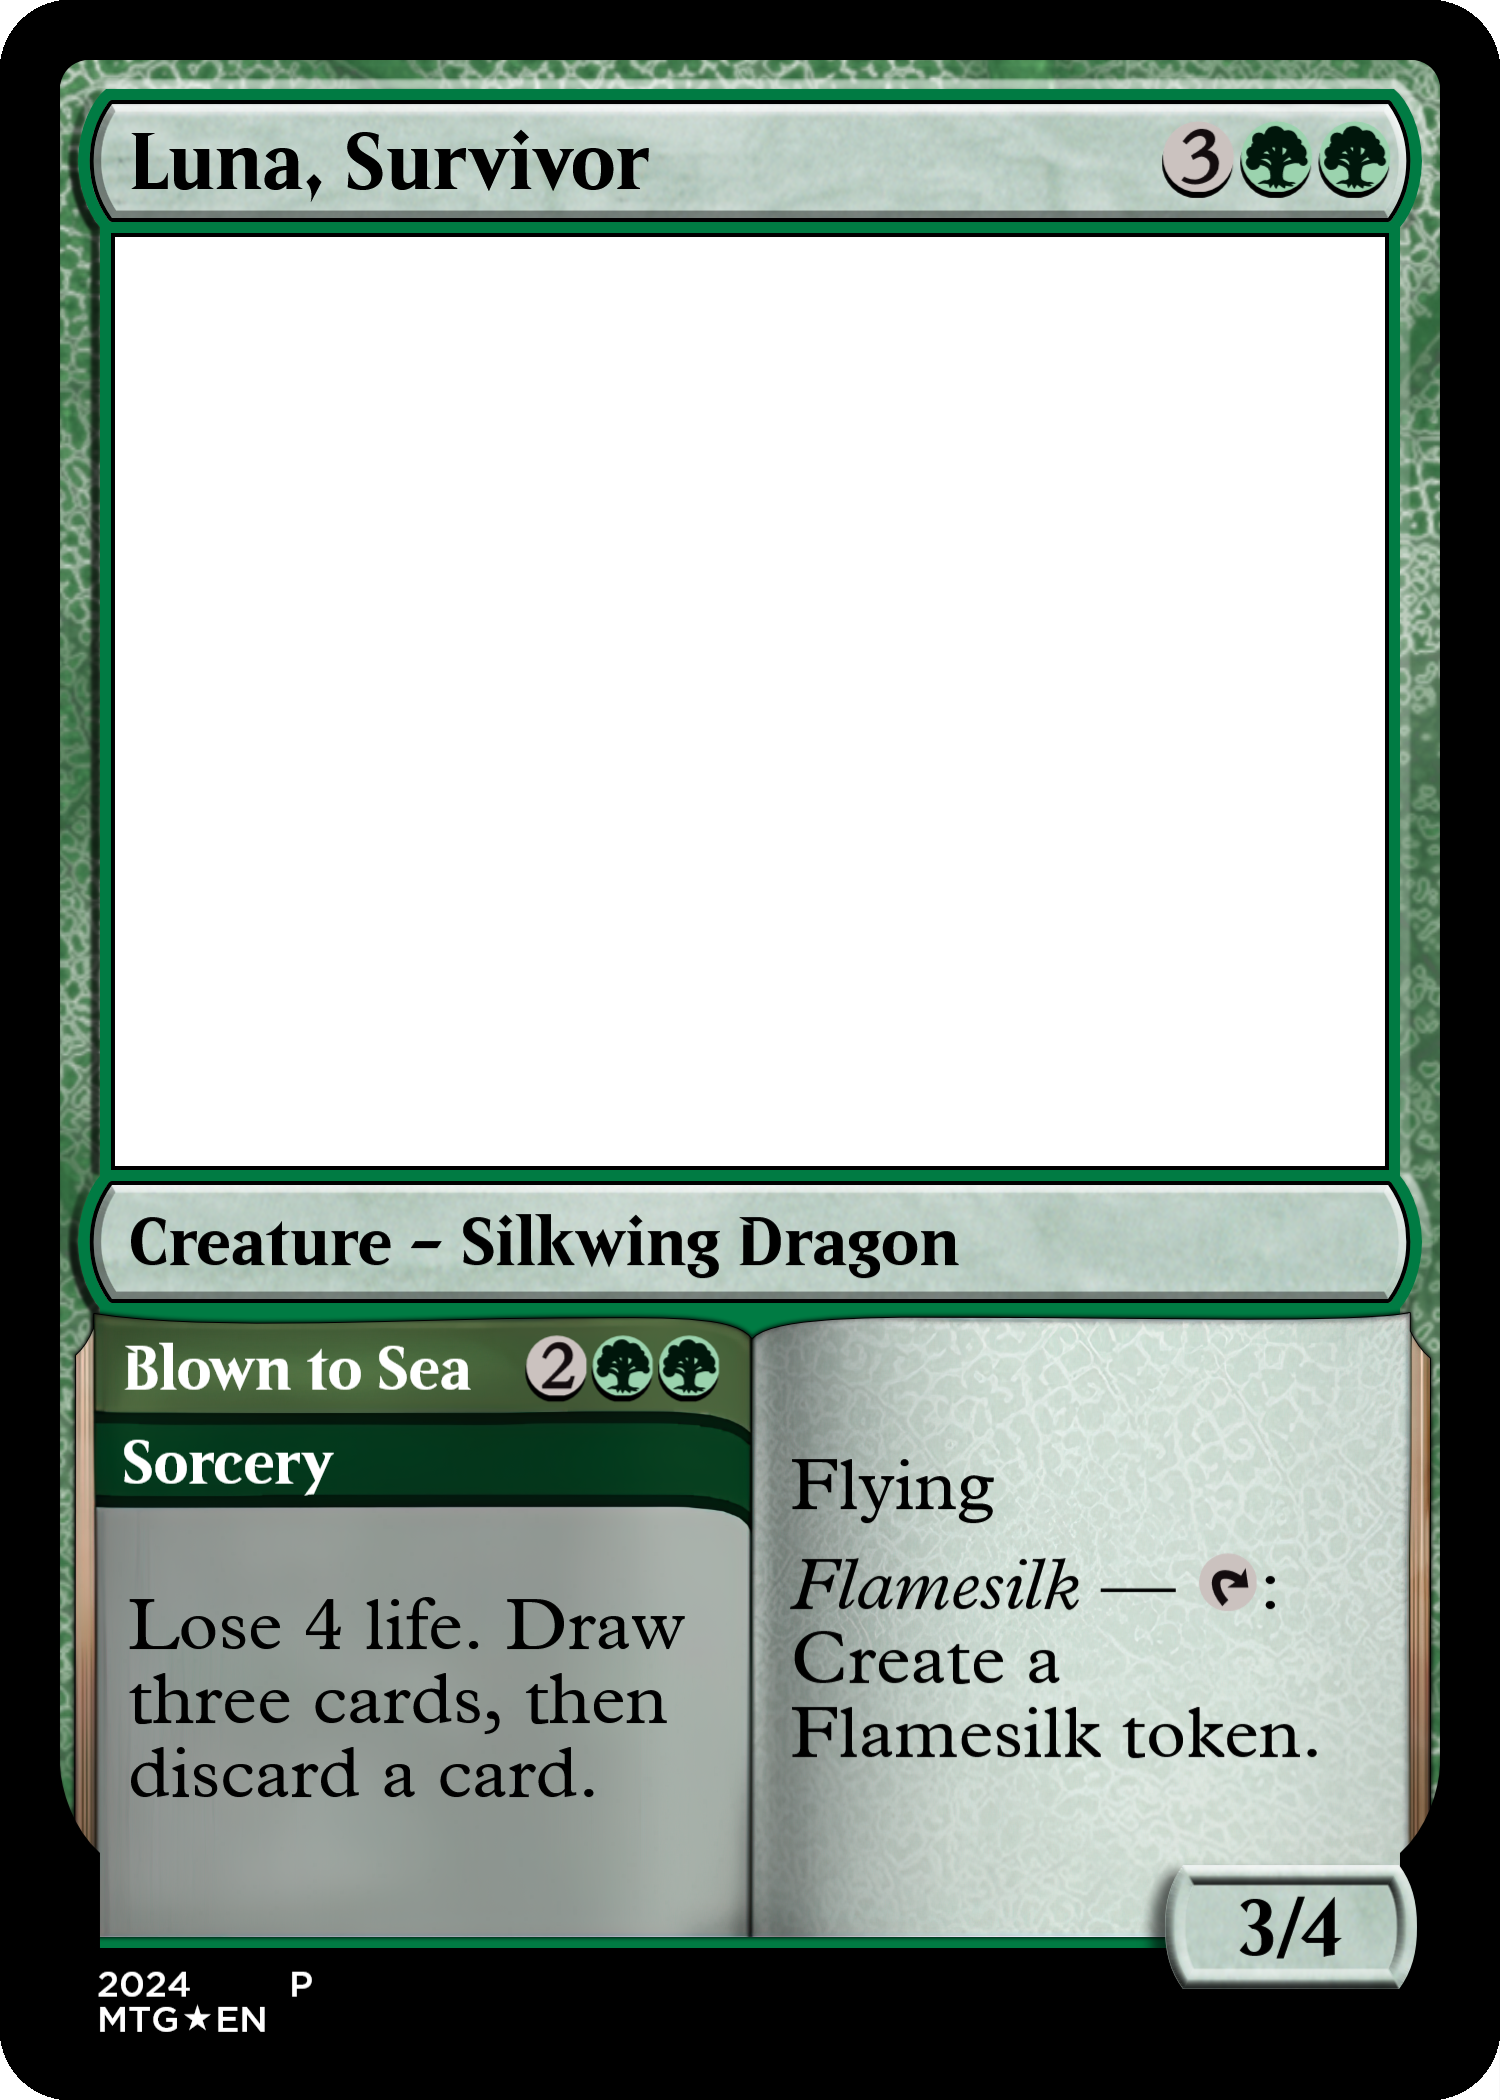 Luna, Survivor 3
Creature – Silkwing Dragon
Blown to Sea 2
Sorcery
Lose 4 life. Draw
three cards, then
discard a card.
Flying
Flamesilk — :
Create a
Flamesilk token.
3/4
2024 P
MTG★EN